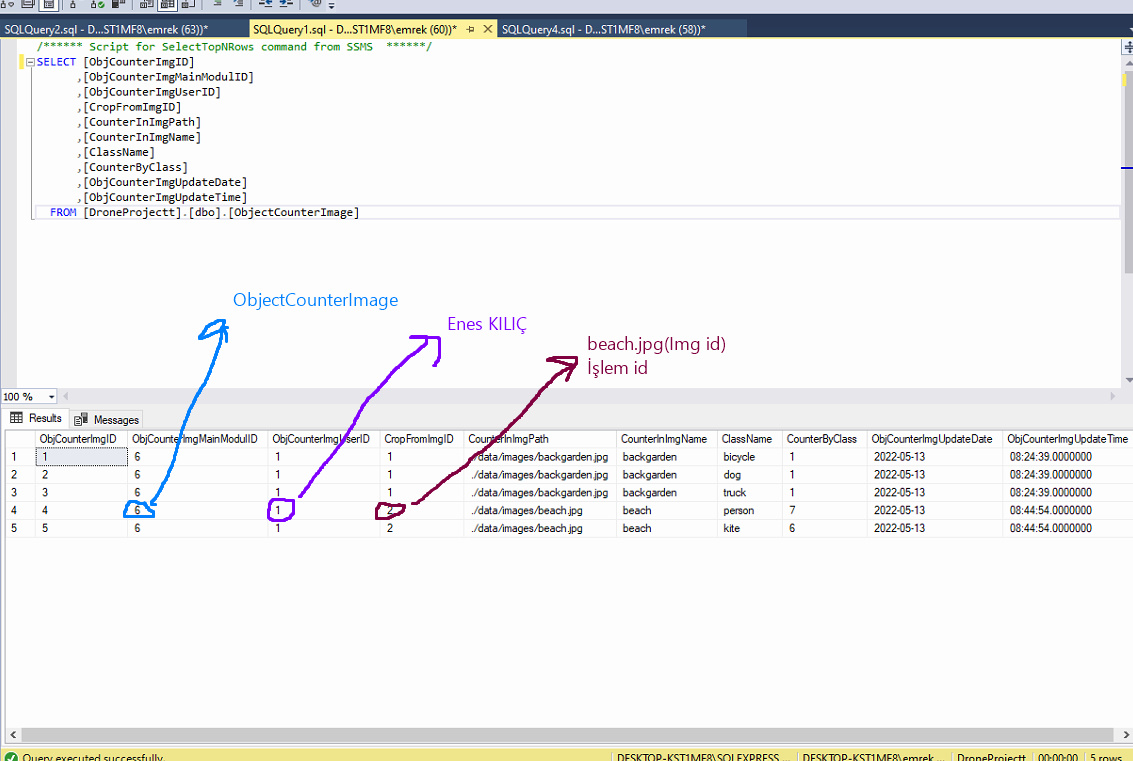 SQLQuery2.sql - D...ST1MF8\emrek (63))* SQLQuery1.sql - D...ST1MF8\emrek (60))* SQLQuery4.sql - D...ST1MF8\emrek (58))*
/****** Script for SelectTopNRows command from SSMS ******/
SELECT [ObjCounterImgID]
,[ObjCounterImgMainModulID]
,[ObjCounterImgUserID]
,[CropFromImgID]
,[CounterInImgPath]
,[CounterInImgName]
,[ClassName]
,[CounterByClass]
,[ObjCounterImgUpdateDate]
,[ObjCounterImgUpdateTime]
FROM [DroneProjectt].[dbo].[ObjectCounterImage]
ObjectCounterImage
Enes KILIÇ
beach.jpg(Img id)
İşlem id
100 %
Results Messages
ObjCounterImgID ObjCounterImgMainModulID ObjCounterImgUserID CropFromImgID CounterInImgPath CounterInImgName ClassName CounterByClass ObjCounterImgUpdateDate ObjCounterImgUpdateTime
1 1 6 1 1 ./data/images/backgarden.jpg backgarden bicycle 1 2022-05-13 08:24:39.0000000
2 2 6 1 1 ./data/images/backgarden.jpg backgarden dog 1 2022-05-13 08:24:39.0000000
3 3 6 1 1 ./data/images/backgarden.jpg backgarden truck 1 2022-05-13 08:24:39.0000000
4 4 6 1 2 ./data/images/beach.jpg beach person 7 2022-05-13 08:44:54.0000000
5 5 6 1 2 ./data/images/beach.jpg beach kite 6 2022-05-13 08:44:54.0000000
Query executed successfully. DESKTOP-KST1MF8\SQLEXPRESS ... DESKTOP-KST1MF8\emrek ... DroneProjectt 00:00:00 5 rows